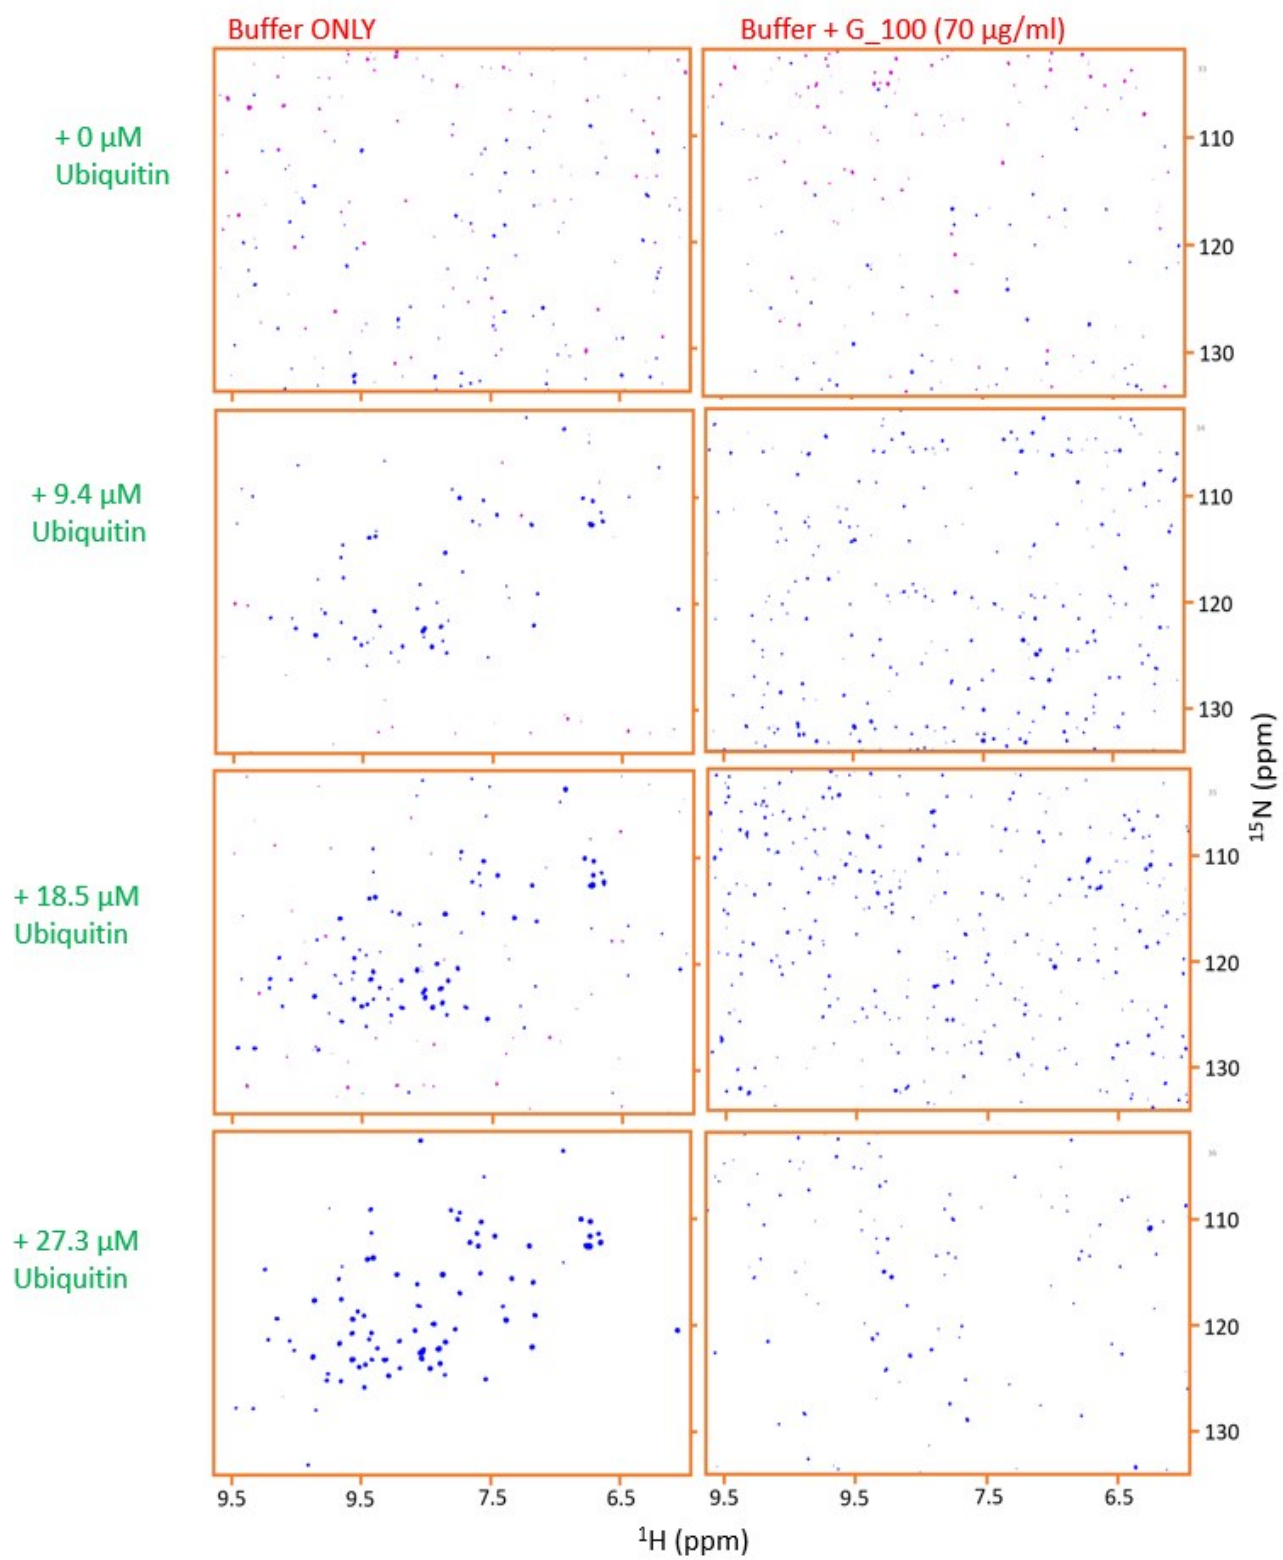 Buffer ONLY
Buffer + G_100 (70 µg/ml)
+ 0 µM
Ubiquitin
110
120
130
+ 9.4 µM
Ubiquitin
110
120
130
¹⁵N (ppm)
+ 18.5 µM
Ubiquitin
110
120
130
+ 27.3 µM
Ubiquitin
110
120
130
9.5 9.5 7.5 6.5 9.5 9.5 7.5 6.5
¹H (ppm)